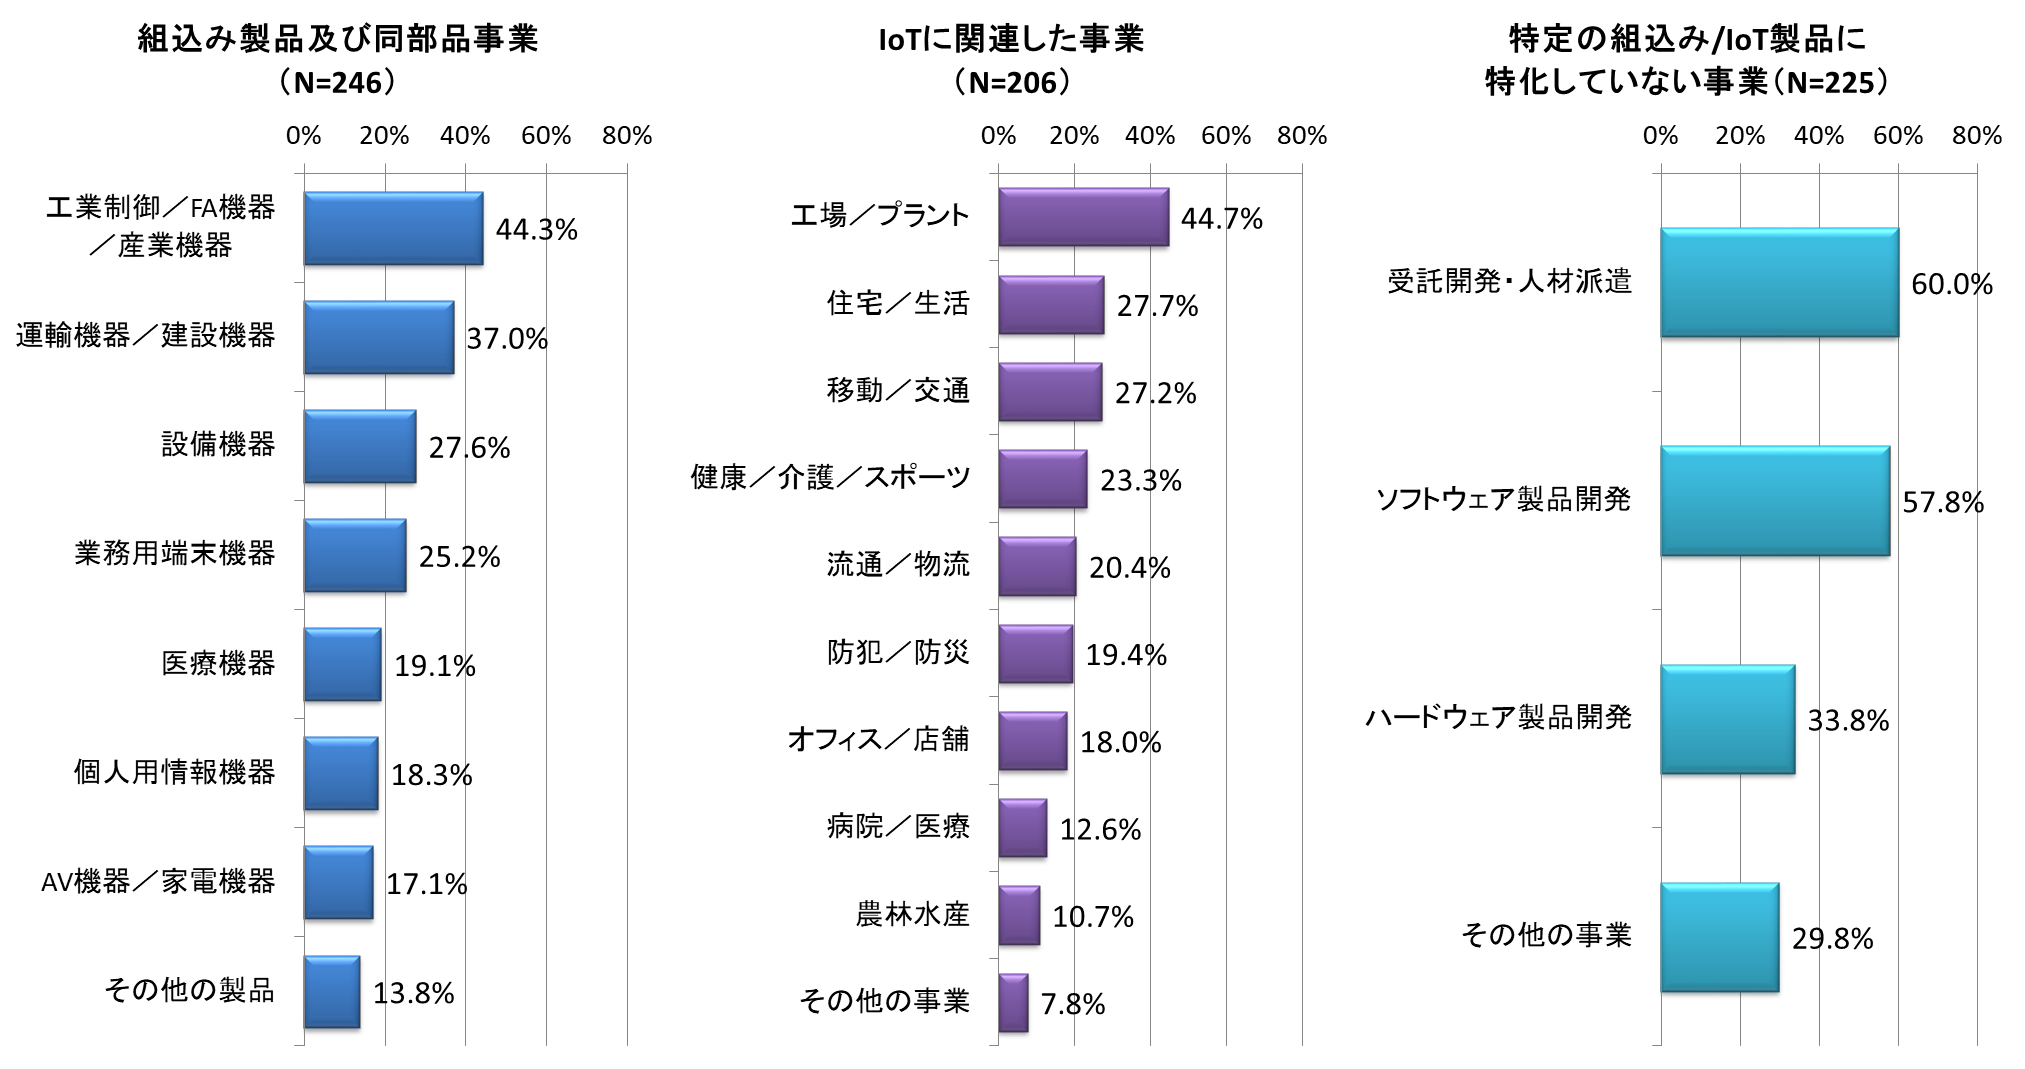 組込み製品及び同部品事業
（N=246）
0% 20% 40% 60% 80%
工業制御／FA機器
／産業機器
44.3%
運輸機器／建設機器 37.0%
設備機器 27.6%
業務用端末機器 25.2%
医療機器 19.1%
個人用情報機器 18.3%
AV機器／家電機器 17.1%
その他の製品 13.8%
IoTに関連した事業
（N=206）
0% 20% 40% 60% 80%
工場／プラント 44.7%
住宅／生活 27.7%
移動／交通 27.2%
健康／介護／スポーツ 23.3%
流通／物流 20.4%
防犯／防災 19.4%
オフィス／店舗 18.0%
病院／医療 12.6%
農林水産 10.7%
その他の事業 7.8%
特定の組込み/IoT製品に
特化していない事業（N=225）
0% 20% 40% 60% 80%
受託開発・人材派遣 60.0%
ソフトウェア製品開発 57.8%
ハードウェア製品開発 33.8%
その他の事業 29.8%